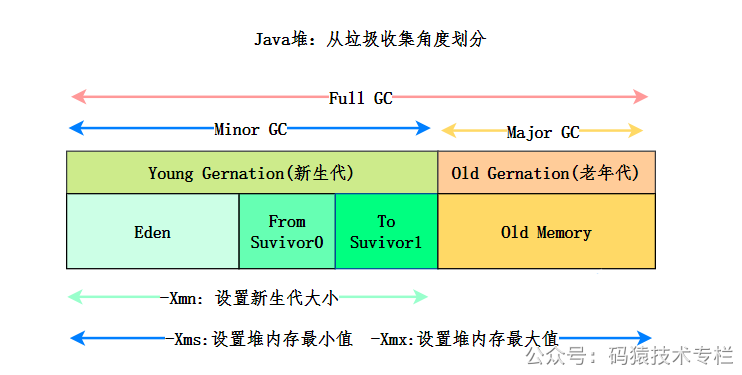 Java堆：从垃圾收集角度划分
Full GC
Minor GC
Major GC
Young Gernation(新生代)
Old Gernation(老年代)
Eden
From
Suvivor0
To
Suvivor1
Old Memory
-Xmn：设置新生代大小
-Xms:设置堆内存最小值 -Xmx:设置堆内存最大值
公众号：码猿技术专栏